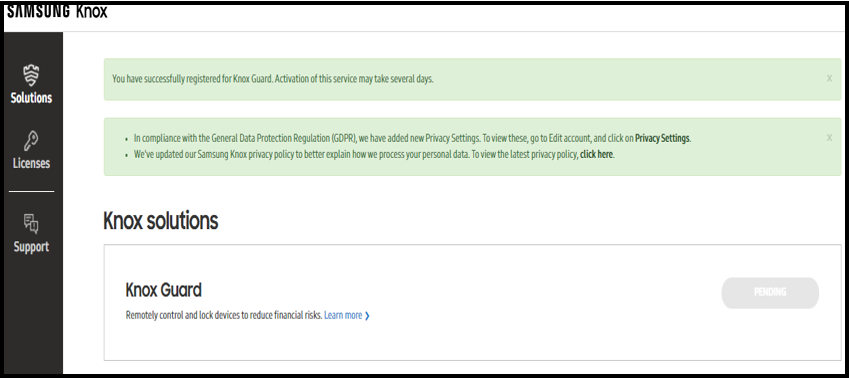 SAMSUNG Knox
You have successfully registered for Knox Guard. Activation of this service may take several days.
x
Solutions
• In compliance with the General Data Protection Regulation (GDPR), we have added new Privacy Settings. To view these, go to Edit account, and click on Privacy Settings.
x
• We've updated our Samsung Knox privacy policy to better explain how we process your personal data. To view the latest privacy policy, click here.
Licenses
Knox solutions
Support
Knox Guard
PENDING
Remotely control and lock devices to reduce financial risks. Learn more ❯